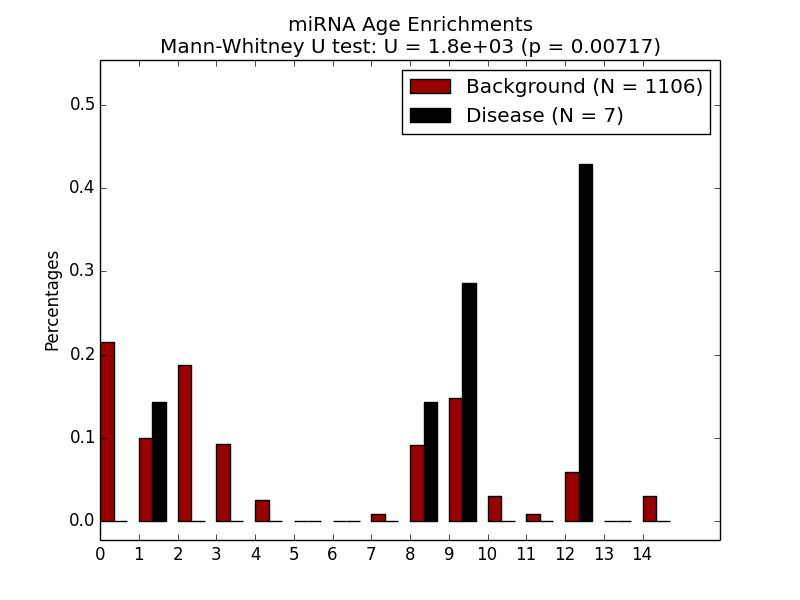 miRNA Age Enrichments
Mann-Whitney U test: U = 1.8e+03 (p = 0.00717)
Background (N = 1106)
Disease (N = 7)
Percentages
0.5
0.4
0.3
0.2
0.1
0.0
0 1 2 3 4 5 6 7 8 9 10 11 12 13 14